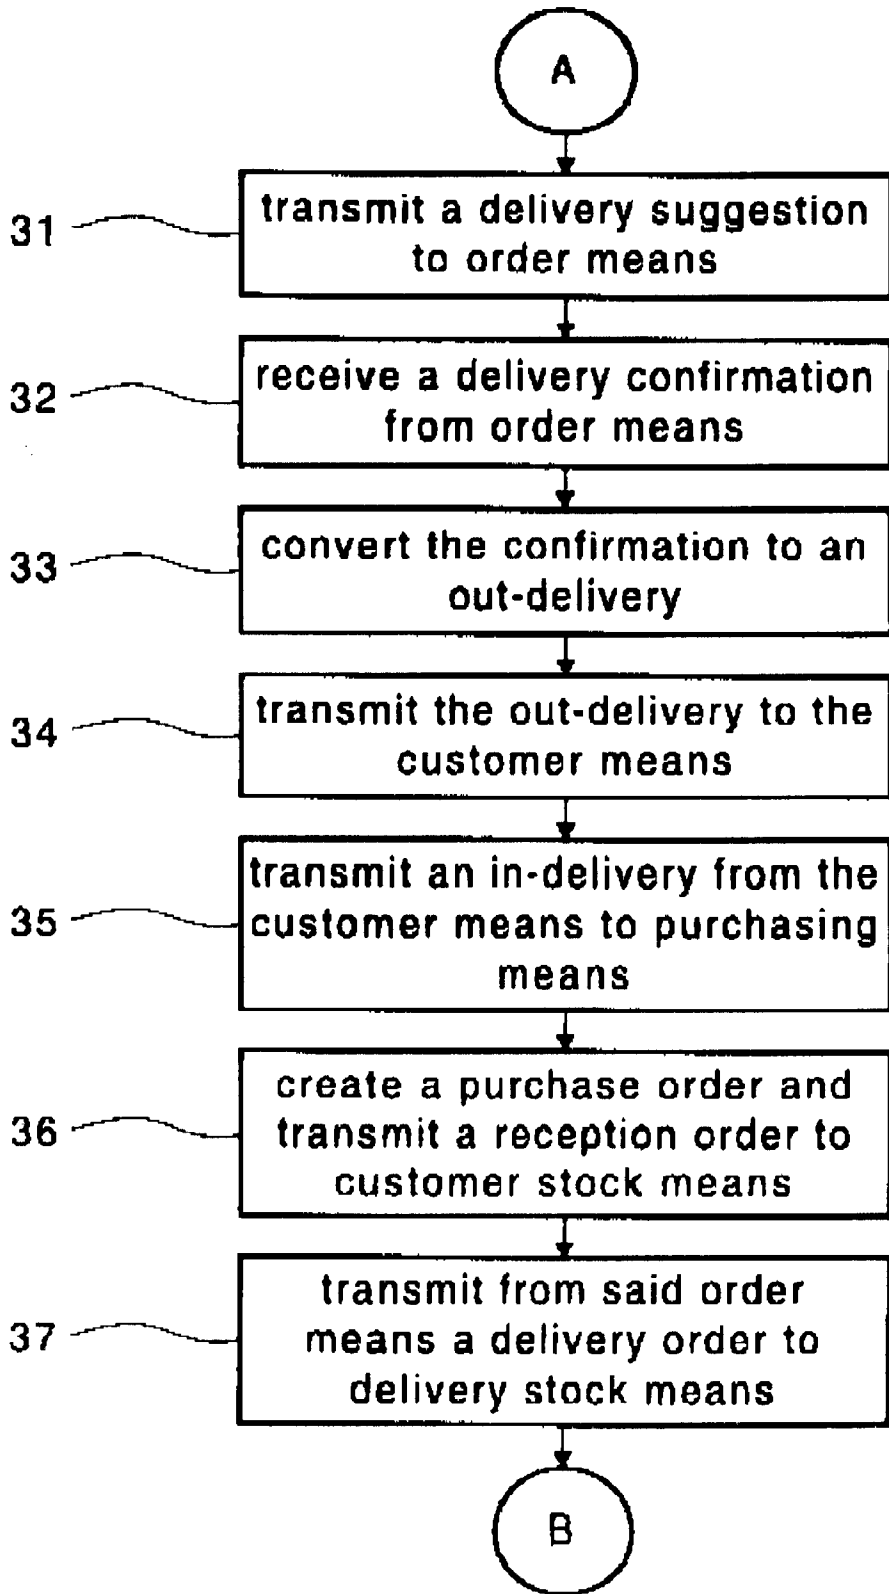 A
31
transmit a delivery suggestion
to order means
32
receive a delivery confirmation
from order means
33
convert the confirmation to an
out-delivery
34
transmit the out-delivery to the
customer means
35
transmit an in-delivery from the
customer means to purchasing
means
36
create a purchase order and
transmit a reception order to
customer stock means
37
transmit from said order
means a delivery order to
delivery stock means
B